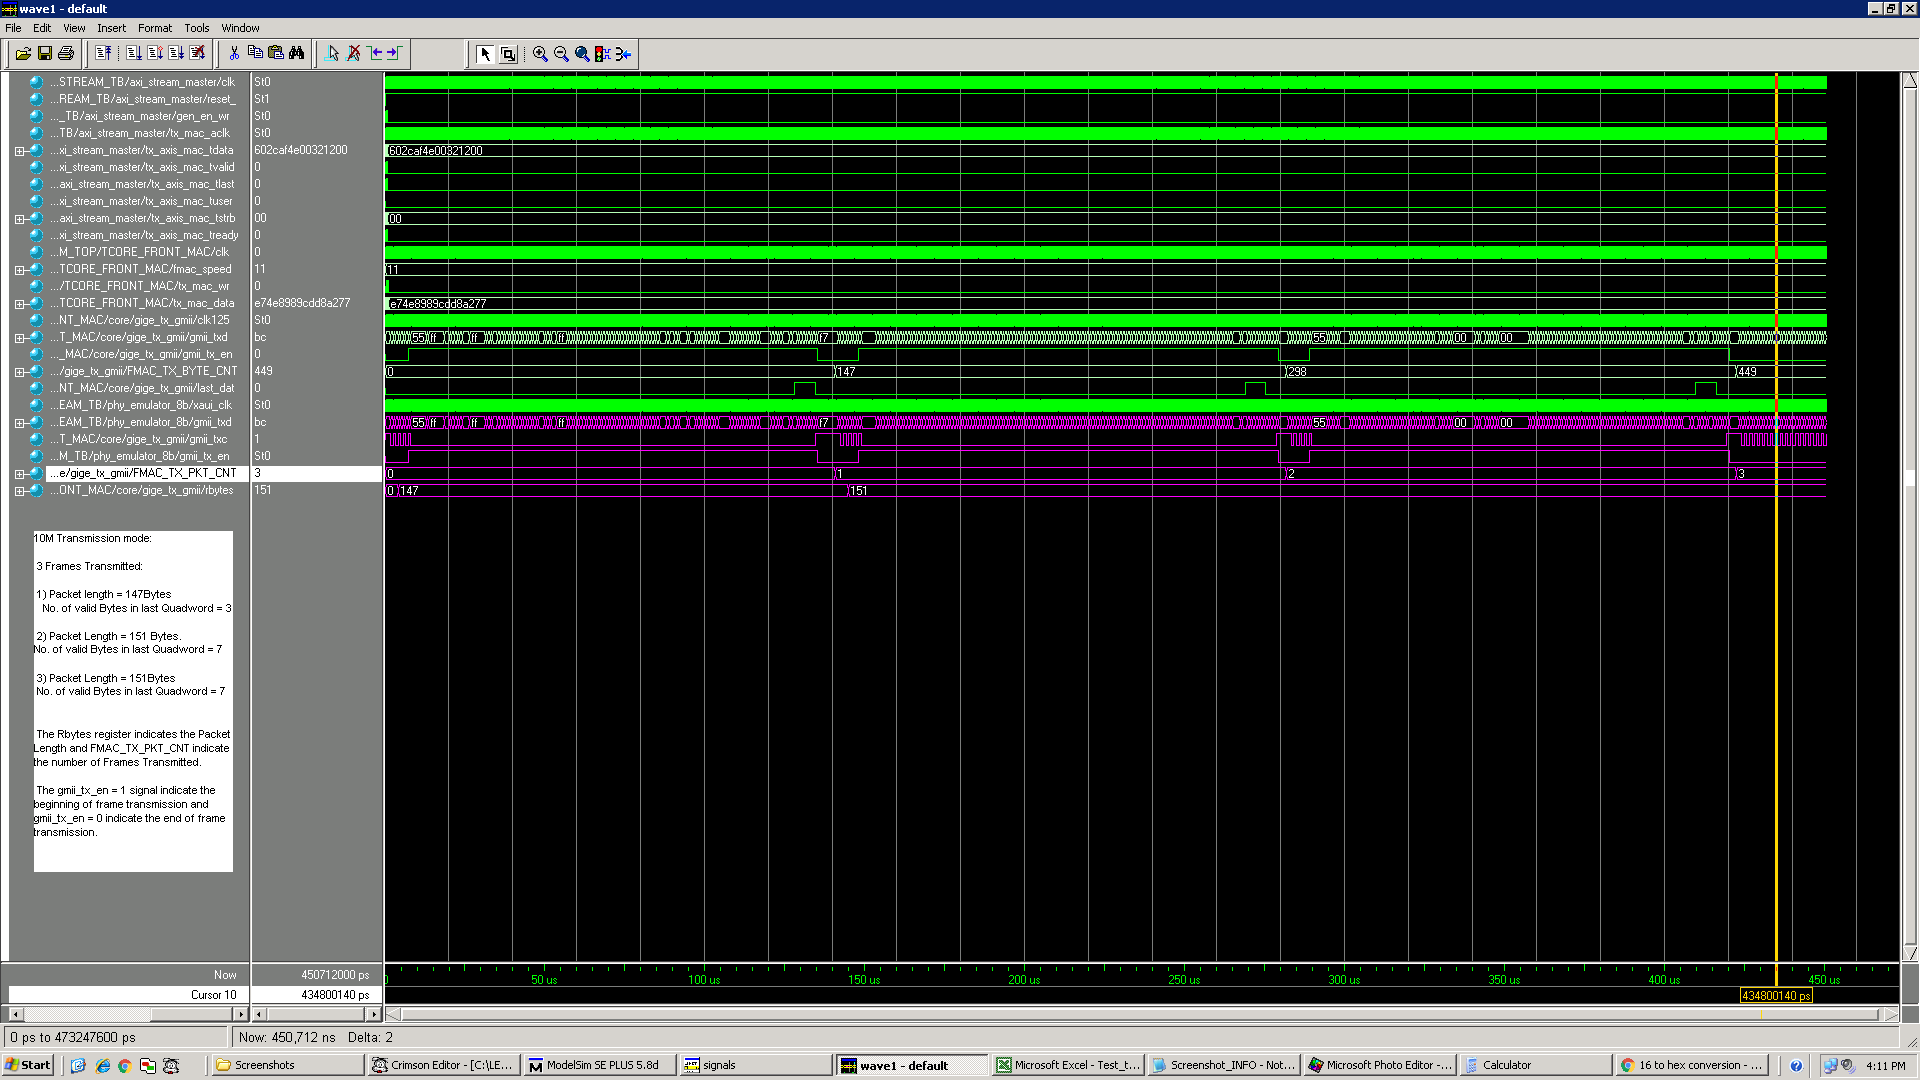 wave1 - default
File Edit View Insert Format Tools Window
...STREAM_TB/axi_stream_master/clk St0
...REAM_TB/axi_stream_master/reset_ St1
..._TB/axi_stream_master/gen_en_wr St0
...TB/axi_stream_master/tx_mac_aclk St0
...xi_stream_master/tx_axis_mac_tdata 602caf4e00321200 602caf4e00321200
...xi_stream_master/tx_axis_mac_tvalid 0
...axi_stream_master/tx_axis_mac_tlast 0
...xi_stream_master/tx_axis_mac_tuser 0
...axi_stream_master/tx_axis_mac_tstrb 00 00
...xi_stream_master/tx_axis_mac_tready 0
...M_TOP/TCORE_FRONT_MAC/clk St0
...TCORE_FRONT_MAC/fmac_speed 11 11
.../TCORE_FRONT_MAC/tx_mac_wr 0
...TCORE_FRONT_MAC/tx_mac_data e74e8989cdd8a277 e74e8989cdd8a277
...NT_MAC/core/gige_tx_gmii/clk125 St0
...T_MAC/core/gige_tx_gmii/gmii_txd bc 55 ff ff ff f7 55 00 00
..._MAC/core/gige_tx_gmii/gmii_tx_en 0
.../gige_tx_gmii/FMAC_TX_BYTE_CNT 449 0 147 298 449
...NT_MAC/core/gige_tx_gmii/last_dat 0
...EAM_TB/phy_emulator_8b/xaui_clk St0
...EAM_TB/phy_emulator_8b/gmii_txd bc 55 ff ff ff f7 55 00 00
...T_MAC/core/gige_tx_gmii/gmii_txc 1
...M_TB/phy_emulator_8b/gmii_tx_en St0
...e/gige_tx_gmii/FMAC_TX_PKT_CNT 3 0 1 2 3
...ONT_MAC/core/gige_tx_gmii/rbytes 151 0 147 151
10M Transmission mode:
3 Frames Transmitted:
1) Packet length = 147Bytes
No. of valid Bytes in last Quadword = 3
2) Packet Length = 151 Bytes.
No. of valid Bytes in last Quadword = 7
3) Packet Length = 151Bytes
No. of valid Bytes in last Quadword = 7
The Rbytes register indicates the Packet
Length and FMAC_TX_PKT_CNT indicate
the number of Frames Transmitted.
The gmii_tx_en = 1 signal indicate the
beginning of frame transmission and
gmii_tx_en = 0 indicate the end of frame
transmission.
Now 450712000 ps 50 us 100 us 150 us 200 us 250 us 300 us 350 us 400 us 450 us
Cursor 10 434800140 ps 434800140 ps
0 ps to 473247600 ps Now: 450,712 ns Delta: 2
Start Screenshots Crimson Editor - [C:\LE... ModelSim SE PLUS 5.8d signals wave1 - default Microsoft Excel - Test_t... Screenshot_INFO - Not... Microsoft Photo Editor -... Calculator 16 to hex conversion - ... 4:11 PM